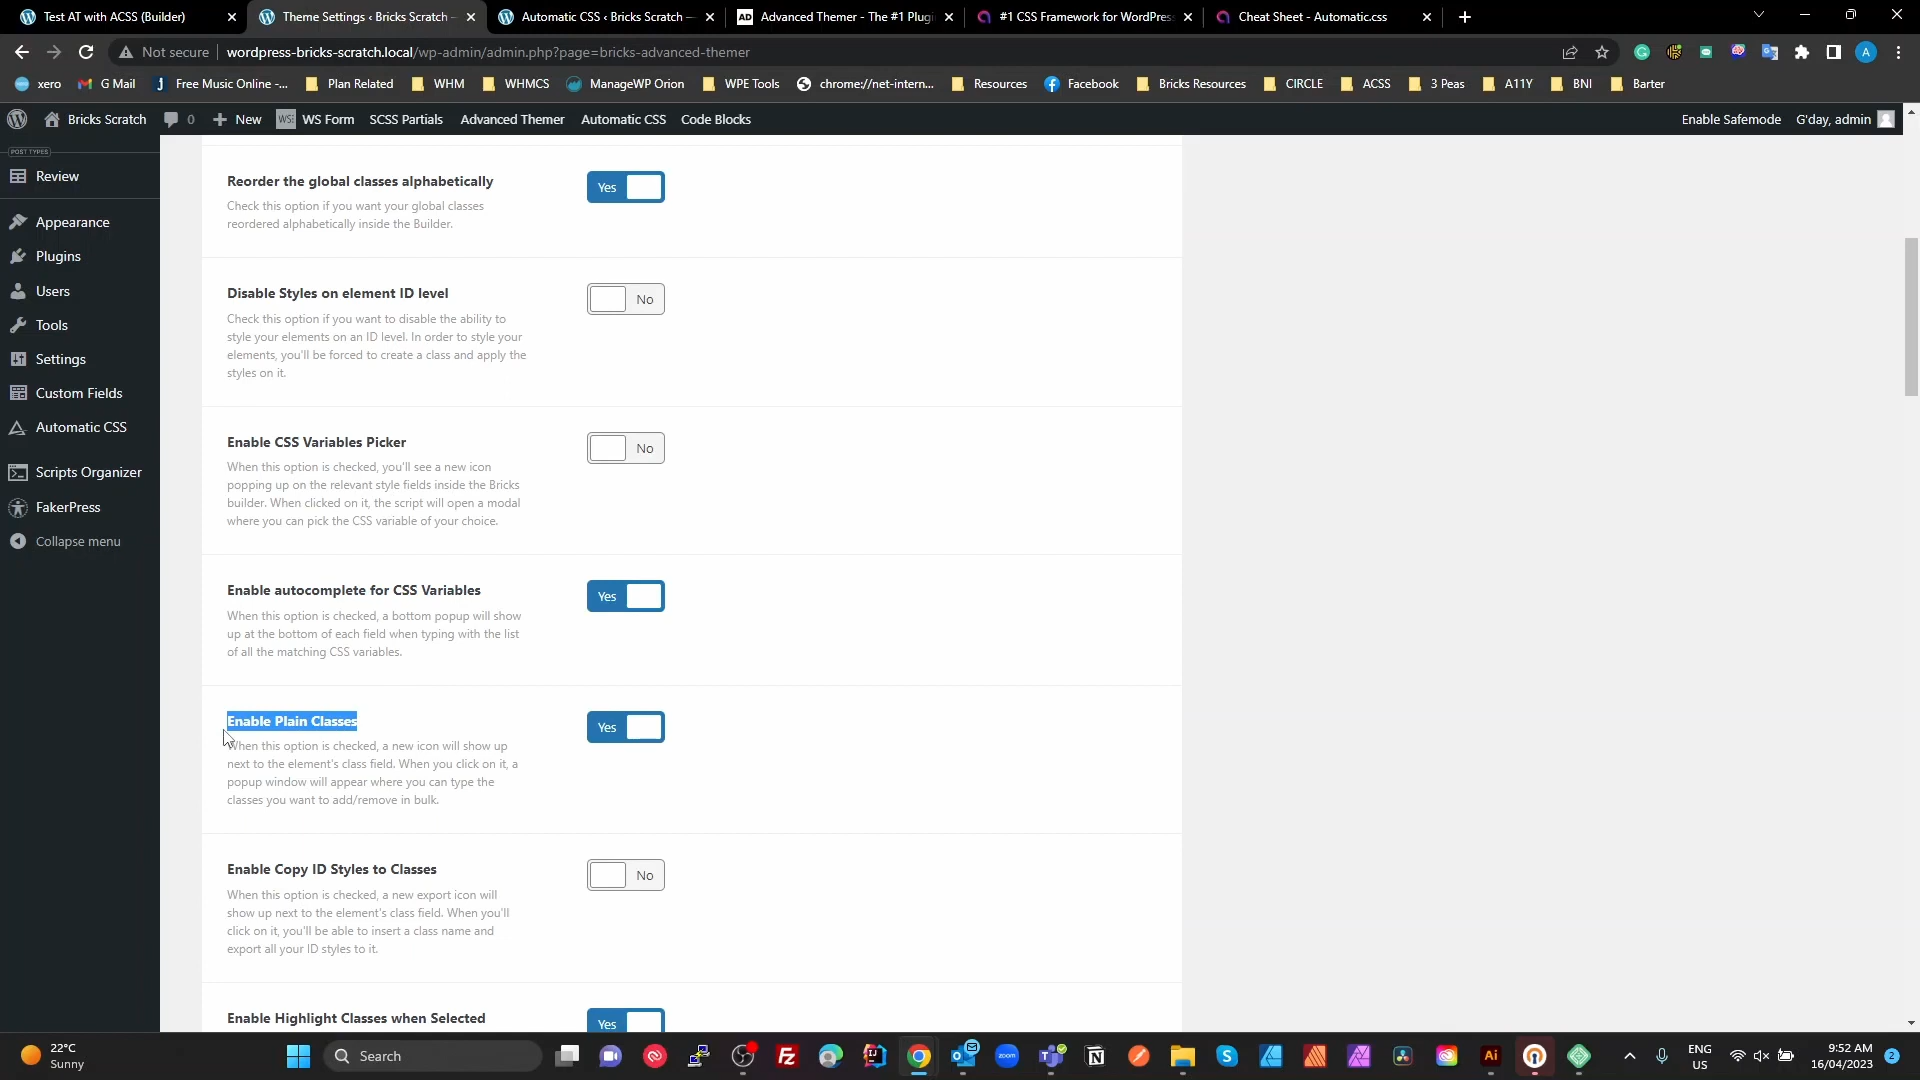 Test AT with ACSS (Builder)
Theme Settings ‹ Bricks Scratch —
Automatic CSS ‹ Bricks Scratch —
AD Advanced Themer - The #1 Plugi
#1 CSS Framework for WordPres
Cheat Sheet - Automatic.css
Not secure wordpress-bricks-scratch.local/wp-admin/admin.php?page=bricks-advanced-themer
A
xero
G Mail
Free Music Online -...
Plan Related
WHM
WHMCS
ManageWP Orion
WPE Tools
chrome://net-intern...
Resources
Facebook
Bricks Resources
CIRCLE
ACSS
3 Peas
A11Y
BNI
Barter
Bricks Scratch
0
New
WS Form
SCSS Partials
Advanced Themer
Automatic CSS
Code Blocks
Enable Safemode
G'day, admin
POST TYPES
Review
Appearance
Plugins
Users
Tools
Settings
Custom Fields
Automatic CSS
Scripts Organizer
FakerPress
Collapse menu
Reorder the global classes alphabetically
Yes
Check this option if you want your global classes
reordered alphabetically inside the Builder.
Disable Styles on element ID level
No
Check this option if you want to disable the ability to
style your elements on an ID level. In order to style your
elements, you'll be forced to create a class and apply the
styles on it.
Enable CSS Variables Picker
No
When this option is checked, you'll see a new icon
popping up on the relevant style fields inside the Bricks
builder. When clicked on it, the script will open a modal
where you can pick the CSS variable of your choice.
Enable autocomplete for CSS Variables
Yes
When this option is checked, a bottom popup will show
up at the bottom of each field when typing with the list
of all the matching CSS variables.
Enable Plain Classes
Yes
When this option is checked, a new icon will show up
next to the element's class field. When you click on it, a
popup window will appear where you can type the
classes you want to add/remove in bulk.
Enable Copy ID Styles to Classes
No
When this option is checked, a new export icon will
show up next to the element's class field. When you'll
click on it, you'll be able to insert a class name and
export all your ID styles to it.
Enable Highlight Classes when Selected
Yes
22°C
Sunny
Search
zoom
Ai
ENG
US
9:52 AM
16/04/2023
2